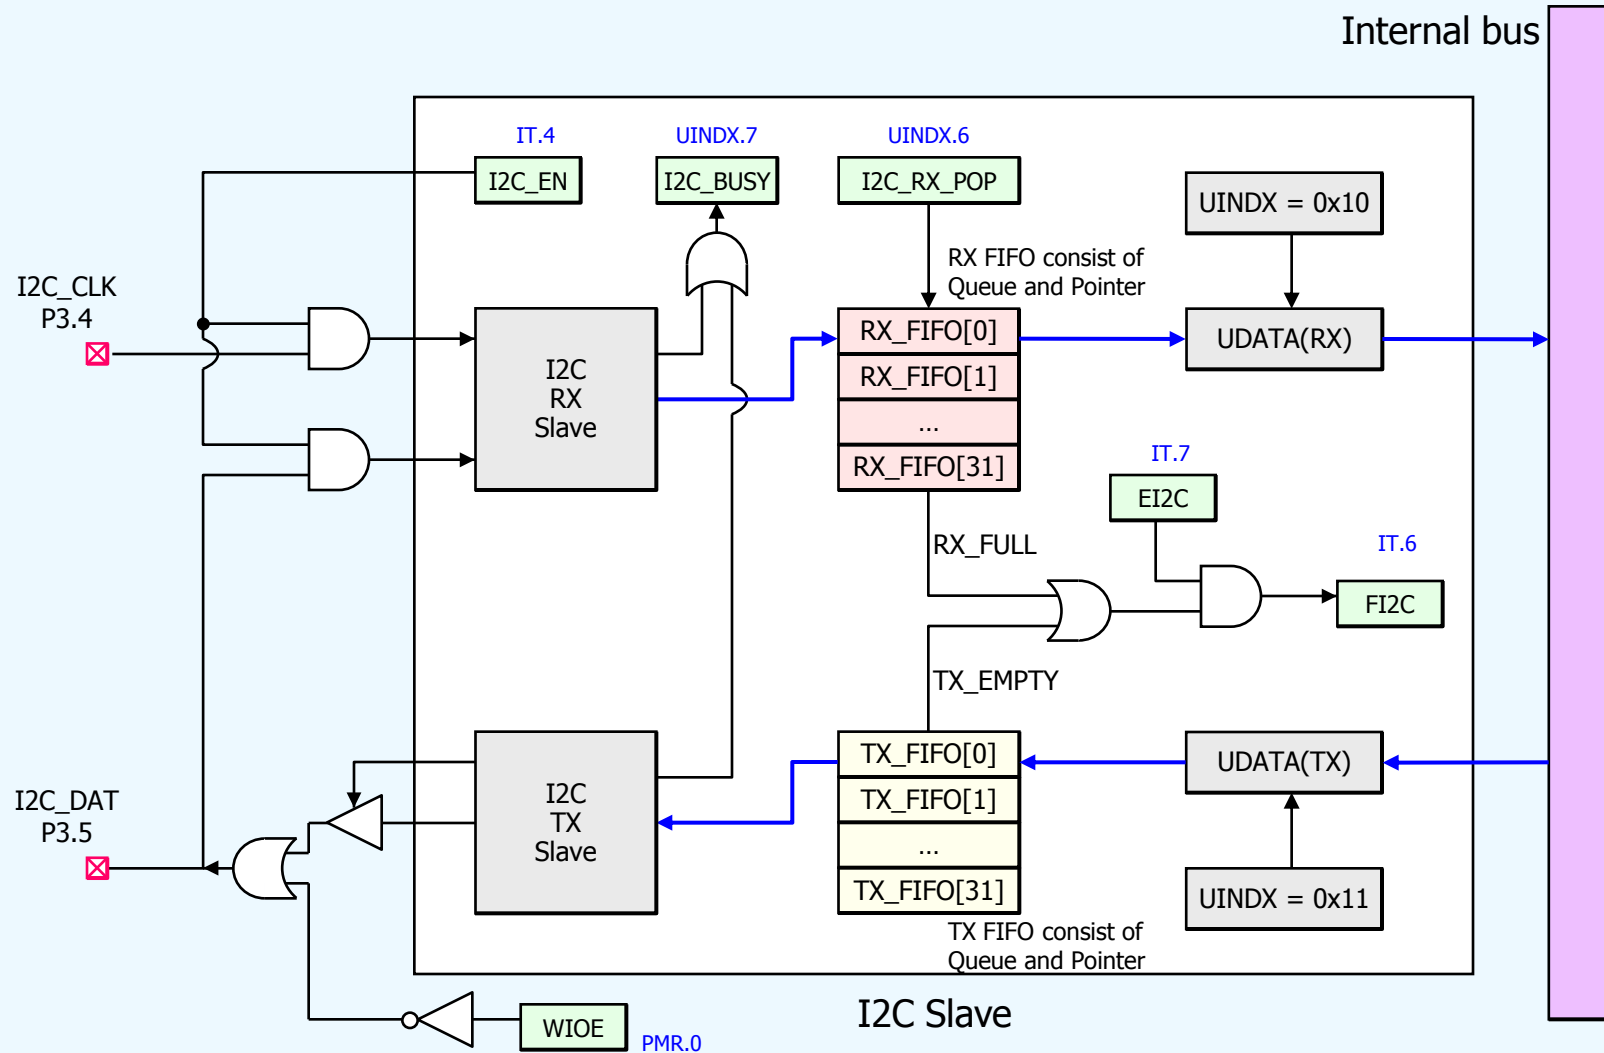 Internal bus
IT.4
UINDX.7
UINDX.6
I2C_EN
I2C_BUSY
I2C_RX_POP
UINDX = 0x10
RX FIFO consist of
Queue and Pointer
I2C_CLK
P3.4
I2C
RX
Slave
RX_FIFO[0]
RX_FIFO[1]
...
RX_FIFO[31]
UDATA(RX)
IT.7
EI2C
RX_FULL
IT.6
FI2C
TX_EMPTY
I2C_DAT
P3.5
I2C
TX
Slave
TX_FIFO[0]
TX_FIFO[1]
...
TX_FIFO[31]
UDATA(TX)
UINDX = 0x11
TX FIFO consist of
Queue and Pointer
I2C Slave
WIOE
PMR.0